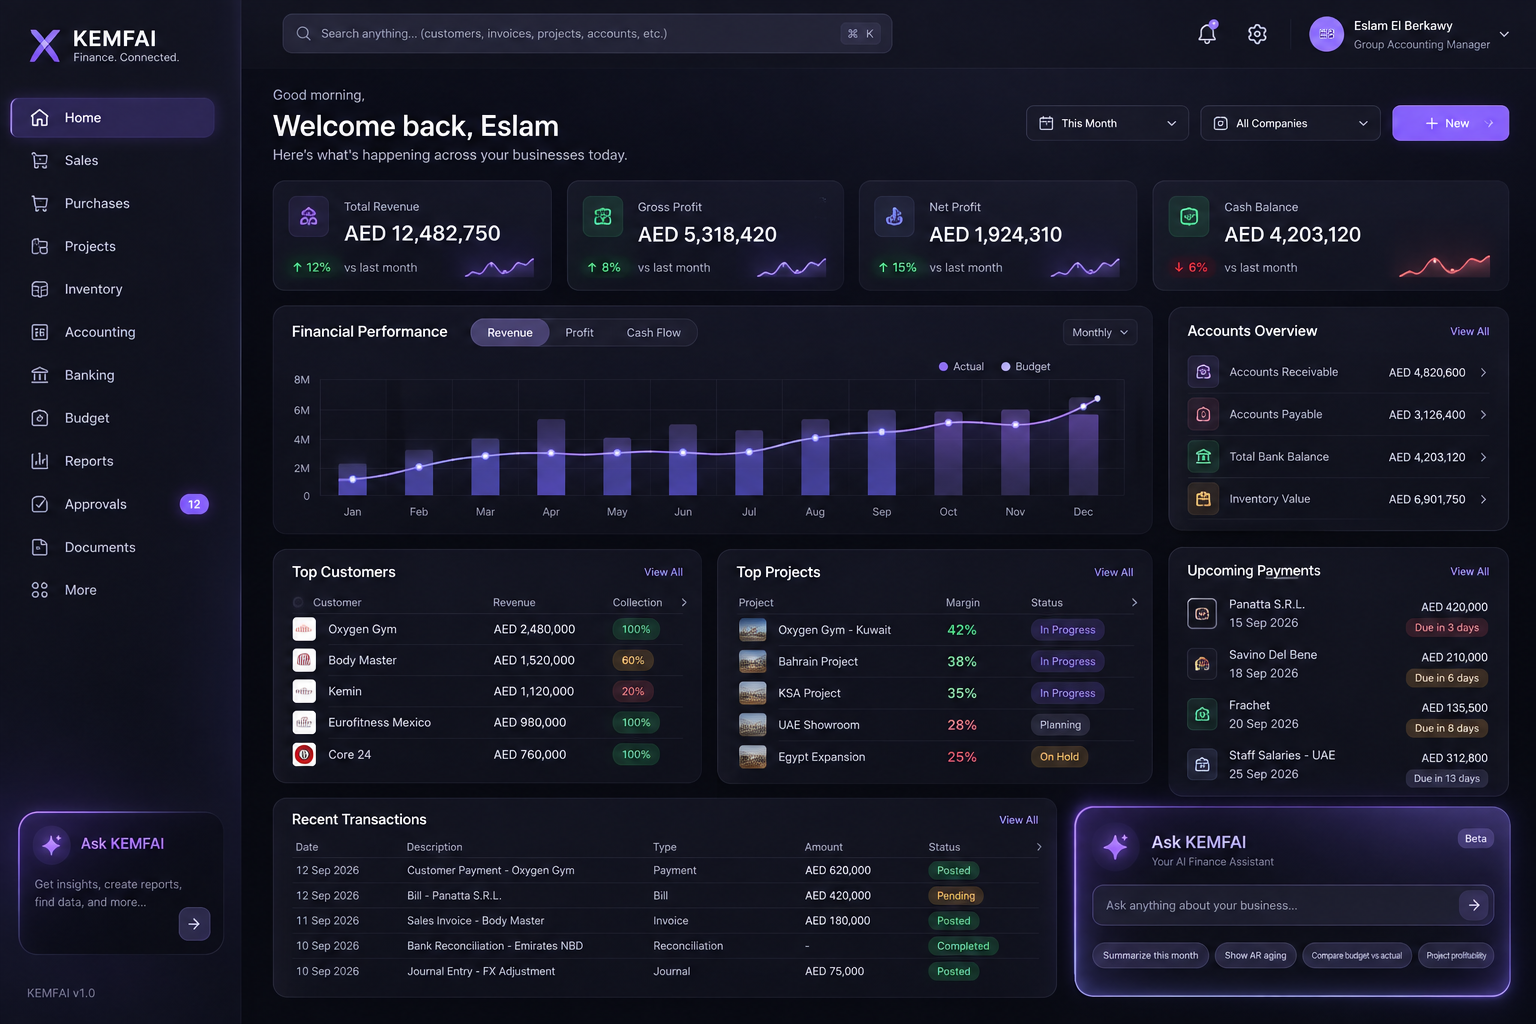 KEMFAI
Finance. Connected.
Home
Sales
Purchases
Projects
Inventory
Accounting
Banking
Budget
Reports
Approvals 12
Documents
More
Ask KEMFAI
Get insights, create reports,
find data, and more...
KEMFAI v1.0
Search anything... (customers, invoices, projects, accounts, etc.) ⌘ K
Eslam El Berkawy
Group Accounting Manager
Good morning,
Welcome back, Eslam
Here's what's happening across your businesses today.
This Month
All Companies
+ New
Total Revenue
AED 12,482,750
↑ 12% vs last month
Gross Profit
AED 5,318,420
↑ 8% vs last month
Net Profit
AED 1,924,310
↑ 15% vs last month
Cash Balance
AED 4,203,120
↓ 6% vs last month
Financial Performance Revenue Profit Cash Flow Monthly
Actual Budget
8M
6M
4M
2M
0
Jan Feb Mar Apr May Jun Jul Aug Sep Oct Nov Dec
Accounts Overview View All
Accounts Receivable AED 4,820,600
Accounts Payable AED 3,126,400
Total Bank Balance AED 4,203,120
Inventory Value AED 6,901,750
Top Customers View All
Customer Revenue Collection
Oxygen Gym AED 2,480,000 100%
Body Master AED 1,520,000 60%
Kemin AED 1,120,000 20%
Eurofitness Mexico AED 980,000 100%
Core 24 AED 760,000 100%
Top Projects View All
Project Margin Status
Oxygen Gym - Kuwait 42% In Progress
Bahrain Project 38% In Progress
KSA Project 35% In Progress
UAE Showroom 28% Planning
Egypt Expansion 25% On Hold
Upcoming Payments View All
Panatta S.R.L. AED 420,000
15 Sep 2026 Due in 3 days
Savino Del Bene AED 210,000
18 Sep 2026 Due in 6 days
Frachet AED 135,500
20 Sep 2026 Due in 8 days
Staff Salaries - UAE AED 312,800
25 Sep 2026 Due in 13 days
Recent Transactions View All
Date Description Type Amount Status
12 Sep 2026 Customer Payment - Oxygen Gym Payment AED 620,000 Posted
12 Sep 2026 Bill - Panatta S.R.L. Bill AED 420,000 Pending
11 Sep 2026 Sales Invoice - Body Master Invoice AED 180,000 Posted
10 Sep 2026 Bank Reconciliation - Emirates NBD Reconciliation - Completed
10 Sep 2026 Journal Entry - FX Adjustment Journal AED 75,000 Posted
Ask KEMFAI Beta
Your AI Finance Assistant
Ask anything about your business...
Summarize this month Show AR aging Compare budget vs actual Project profitability